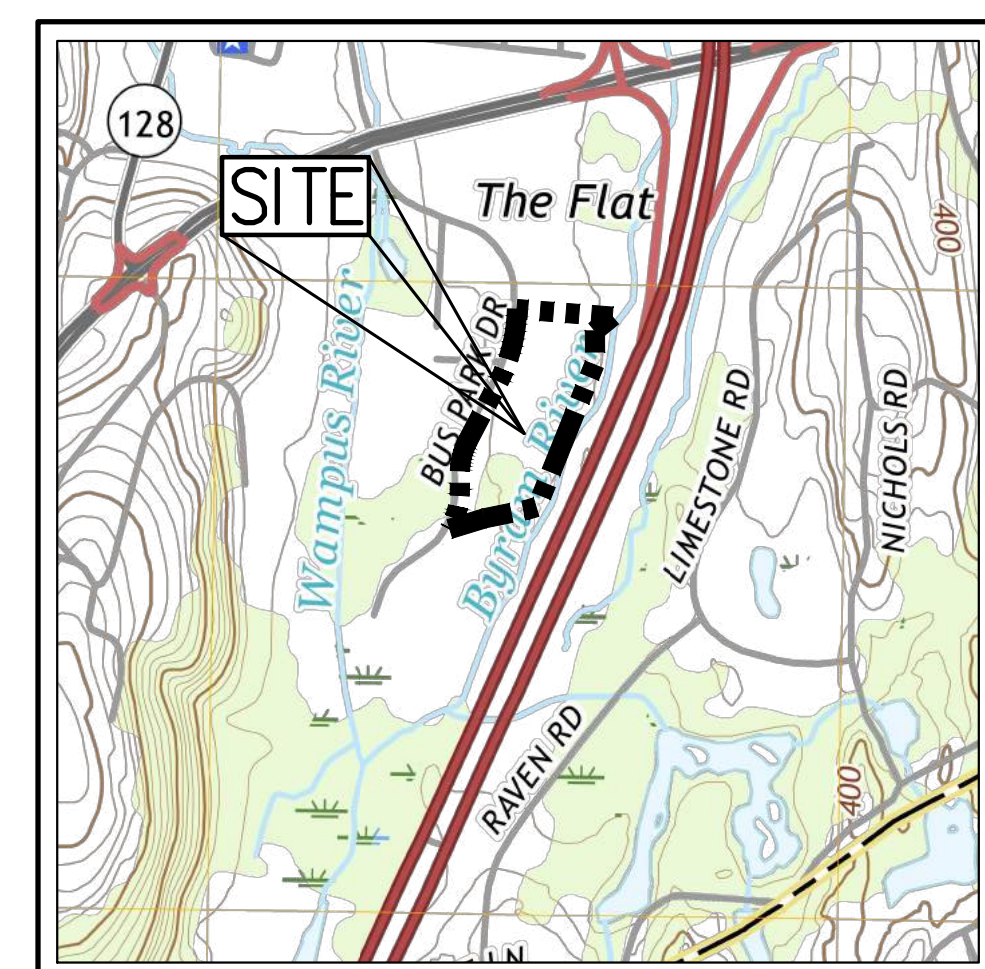 128
SITE
The Flat
400
Wampus River
BUS PARK DR
Byram River
LIMESTONE RD
NICHOLS RD
RAVEN RD
400
LN